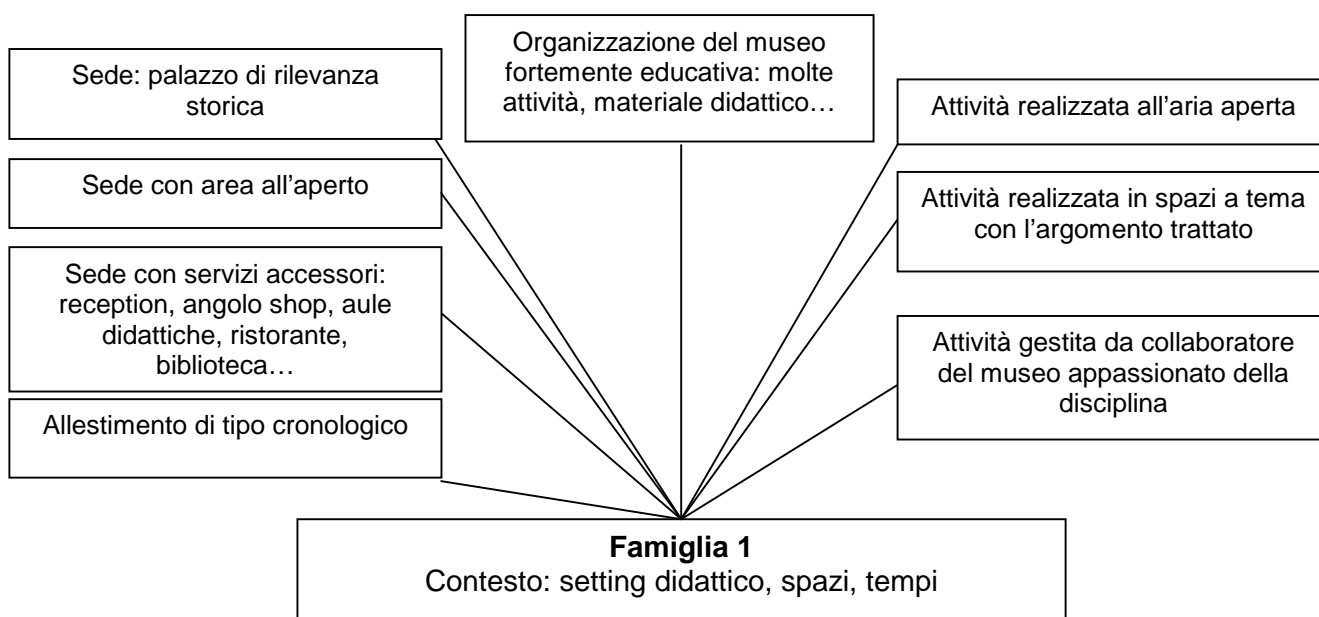 Sede: palazzo di rilevanza
storica
Sede con area all’aperto
Sede con servizi accessori:
reception, angolo shop, aule
didattiche, ristorante,
biblioteca…
Allestimento di tipo cronologico
Organizzazione del museo
fortemente educativa: molte
attività, materiale didattico…
Attività realizzata all’aria aperta
Attività realizzata in spazi a tema
con l’argomento trattato
Attività gestita da collaboratore
del museo appassionato della
disciplina
Famiglia 1
Contesto: setting didattico, spazi, tempi